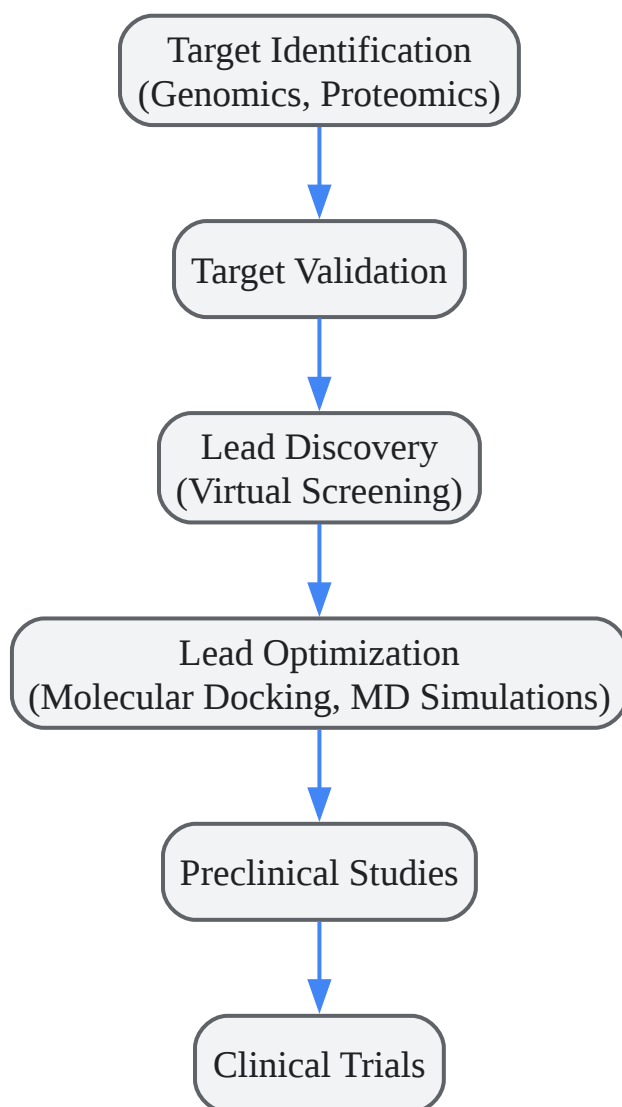 Target Identification
(Genomics, Proteomics)
Target Validation
Lead Discovery
(Virtual Screening)
Lead Optimization
(Molecular Docking, MD Simulations)
Preclinical Studies
Clinical Trials